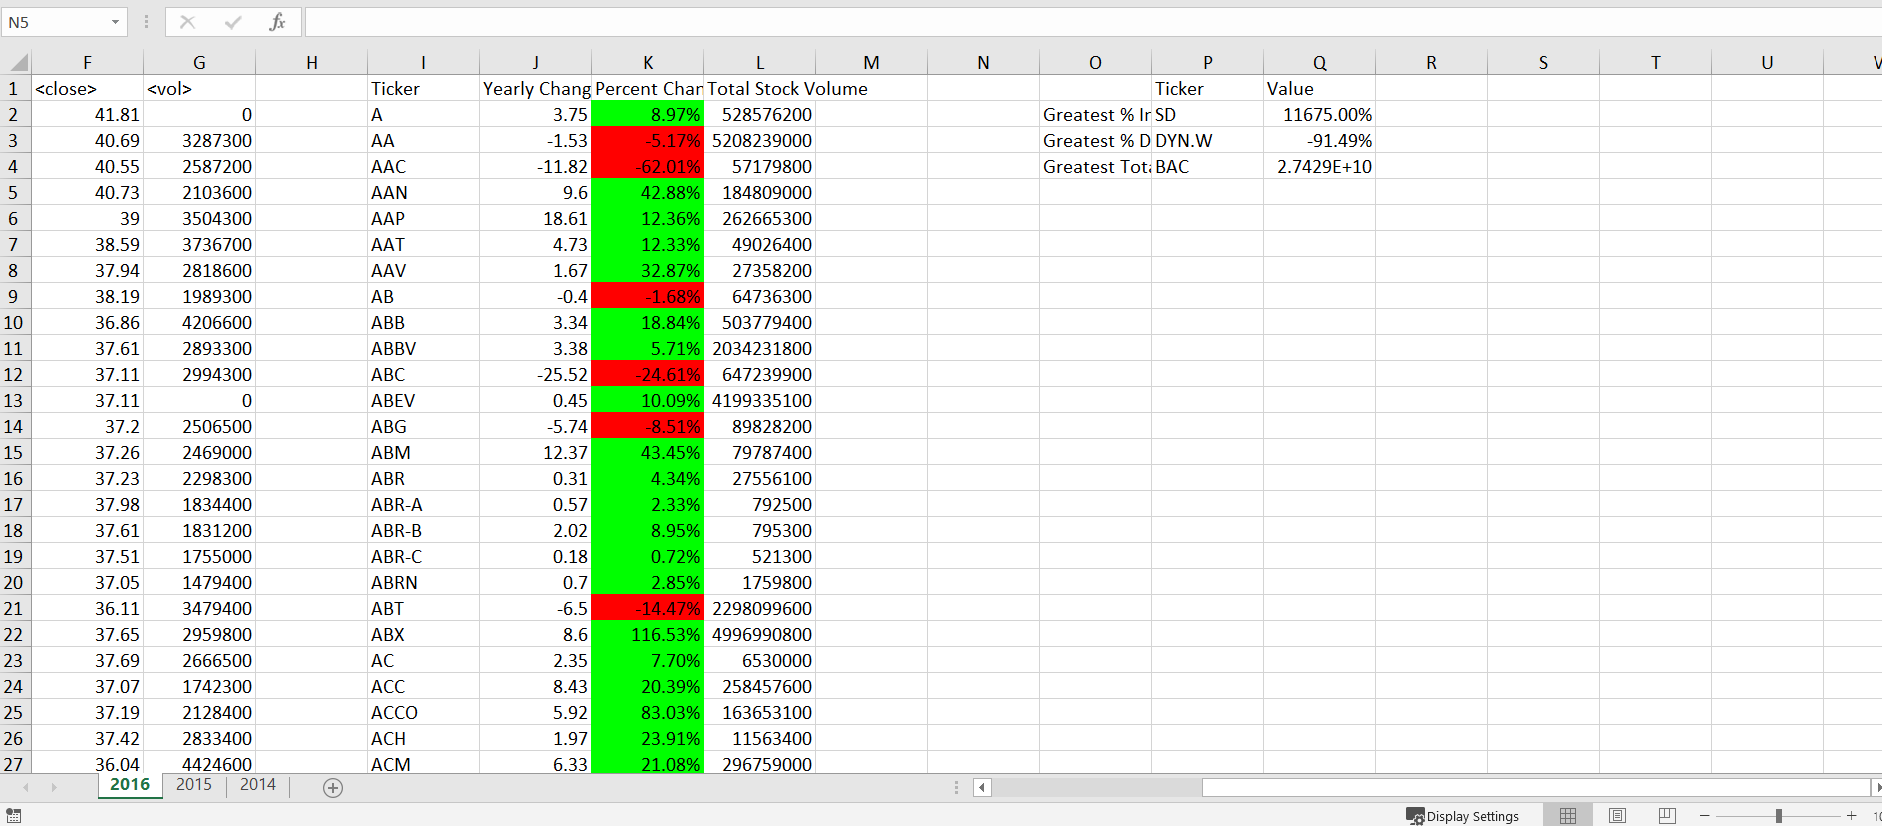 N5 fx
F G H I J K L M N O P Q R S T U
1 <close> <vol> Ticker Yearly Chang Percent Chan Total Stock Volume Ticker Value
2 41.81 0 A 3.75 8.97% 528576200 Greatest % In SD 11675.00%
3 40.69 3287300 AA -1.53 -5.17% 5208239000 Greatest % D DYN.W -91.49%
4 40.55 2587200 AAC -11.82 -62.01% 57179800 Greatest Tota BAC 2.7429E+10
5 40.73 2103600 AAN 9.6 42.88% 184809000
6 39 3504300 AAP 18.61 12.36% 262665300
7 38.59 3736700 AAT 4.73 12.33% 49026400
8 37.94 2818600 AAV 1.67 32.87% 27358200
9 38.19 1989300 AB -0.4 -1.68% 64736300
10 36.86 4206600 ABB 3.34 18.84% 503779400
11 37.61 2893300 ABBV 3.38 5.71% 2034231800
12 37.11 2994300 ABC -25.52 -24.61% 647239900
13 37.11 0 ABEV 0.45 10.09% 4199335100
14 37.2 2506500 ABG -5.74 -8.51% 89828200
15 37.26 2469000 ABM 12.37 43.45% 79787400
16 37.23 2298300 ABR 0.31 4.34% 27556100
17 37.98 1834400 ABR-A 0.57 2.33% 792500
18 37.61 1831200 ABR-B 2.02 8.95% 795300
19 37.51 1755000 ABR-C 0.18 0.72% 521300
20 37.05 1479400 ABRN 0.7 2.85% 1759800
21 36.11 3479400 ABT -6.5 -14.47% 2298099600
22 37.65 2959800 ABX 8.6 116.53% 4996990800
23 37.69 2666500 AC 2.35 7.70% 6530000
24 37.07 1742300 ACC 8.43 20.39% 258457600
25 37.19 2128400 ACCO 5.92 83.03% 163653100
26 37.42 2833400 ACH 1.97 23.91% 11563400
27 36.04 4424600 ACM 6.33 21.08% 296759000
2016 2015 2014
Display Settings